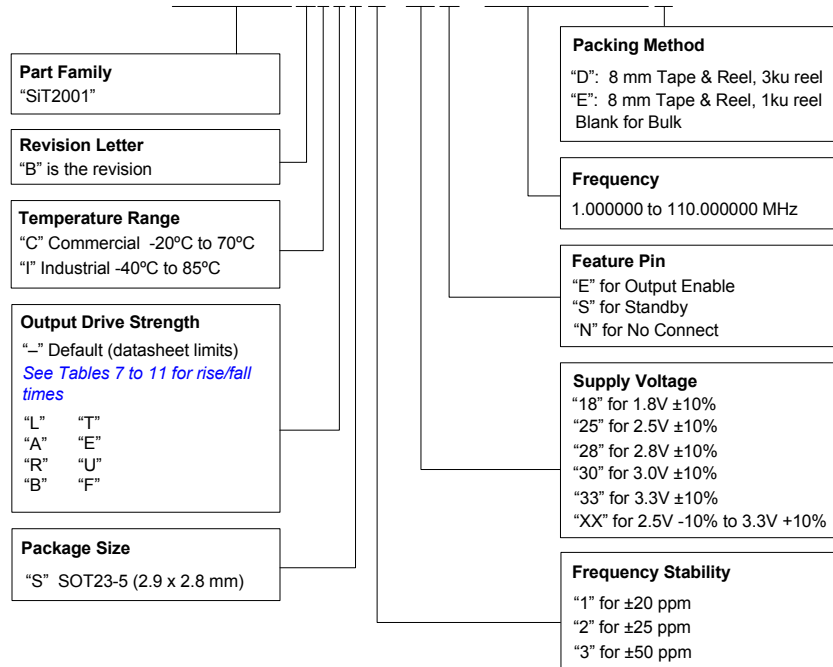 Part Family
“SiT2001”
Revision Letter
“B” is the revision
Temperature Range
“C” Commercial -20ºC to 70ºC
“I” Industrial -40ºC to 85ºC
Output Drive Strength
“–” Default (datasheet limits)
See Tables 7 to 11 for rise/fall
times
“L” “T”
“A” “E”
“R” “U”
“B” “F”
Package Size
“S” SOT23-5 (2.9 x 2.8 mm)
Packing Method
“D”: 8 mm Tape & Reel, 3ku reel
“E”: 8 mm Tape & Reel, 1ku reel
Blank for Bulk
Frequency
1.000000 to 110.000000 MHz
Feature Pin
“E” for Output Enable
“S” for Standby
“N” for No Connect
Supply Voltage
“18” for 1.8V ±10%
“25” for 2.5V ±10%
“28” for 2.8V ±10%
“30” for 3.0V ±10%
“33” for 3.3V ±10%
“XX” for 2.5V -10% to 3.3V +10%
Frequency Stability
“1” for ±20 ppm
“2” for ±25 ppm
“3” for ±50 ppm